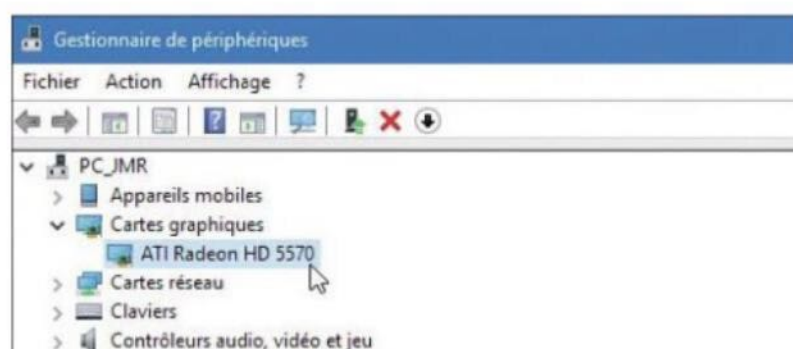 Gestionnaire de périphériques
Fichier Action Affichage ?
PC_JMR
Appareils mobiles
Cartes graphiques
ATI Radeon HD 5570
Cartes réseau
Claviers
Contrôleurs audio, vidéo et jeu